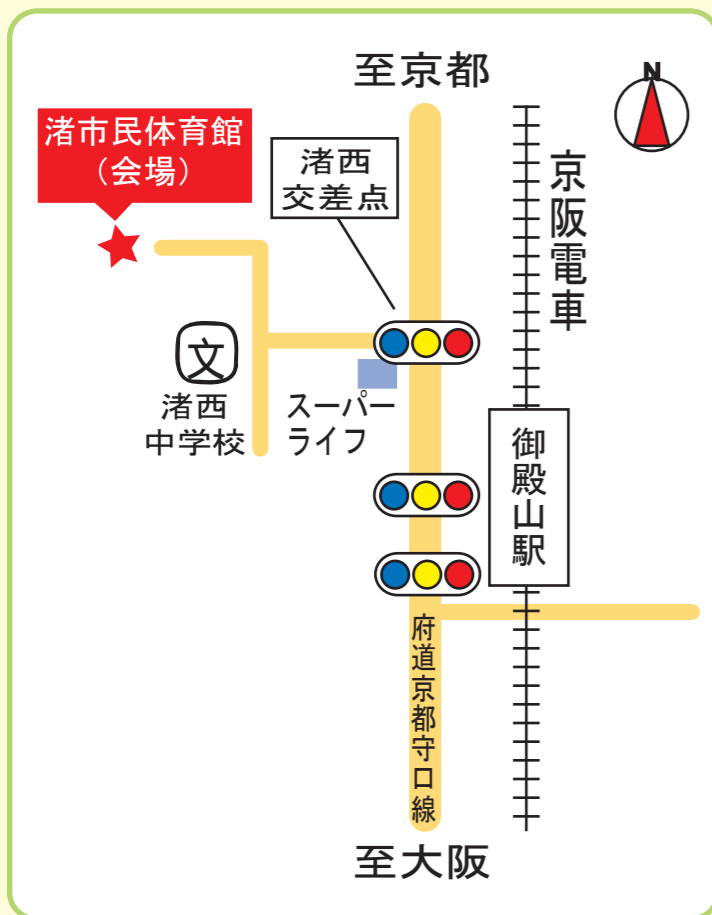 至京都
N
渚市民体育館
（会場）
渚西
交差点
京阪電車
文
渚西
中学校
スーパー
ライフ
御殿山駅
府道京都守口線
至大阪